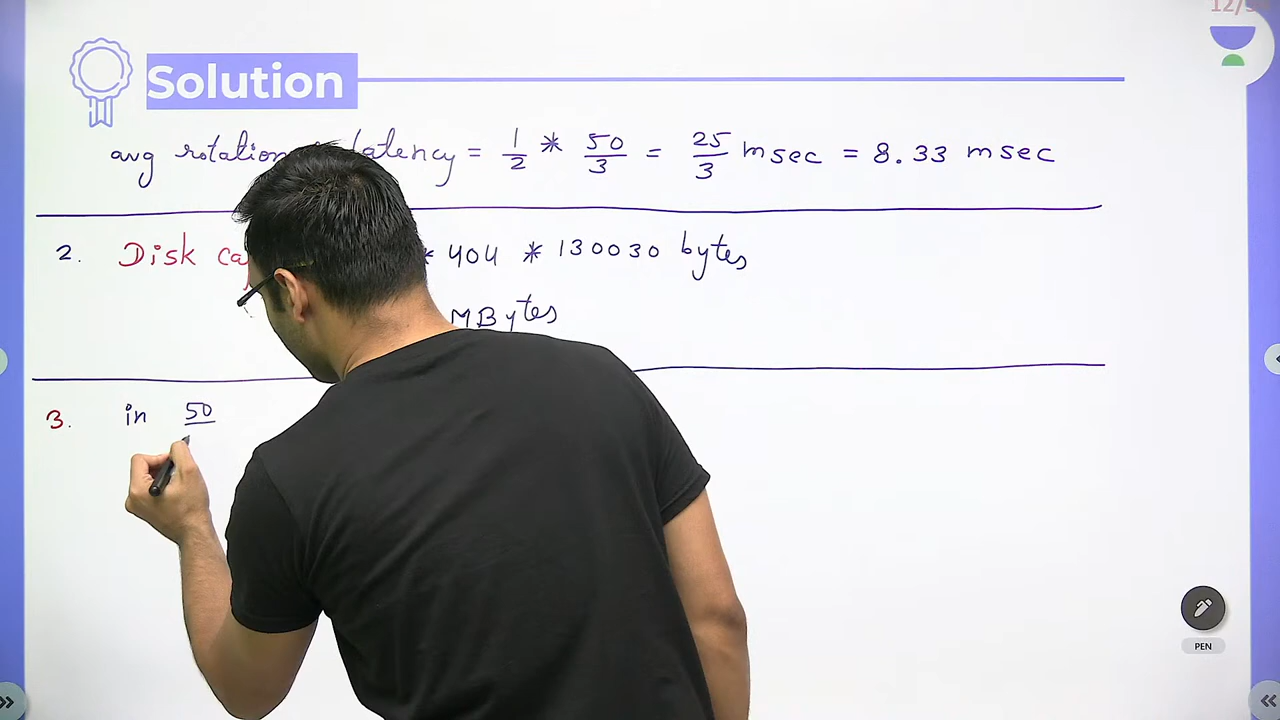 12/
Solution
avg rotation latency = 1/2 * 50/3 = 25/3 msec = 8.33 msec
2. Disk ca * 404 * 130030 bytes
MBytes
3. in 50
PEN